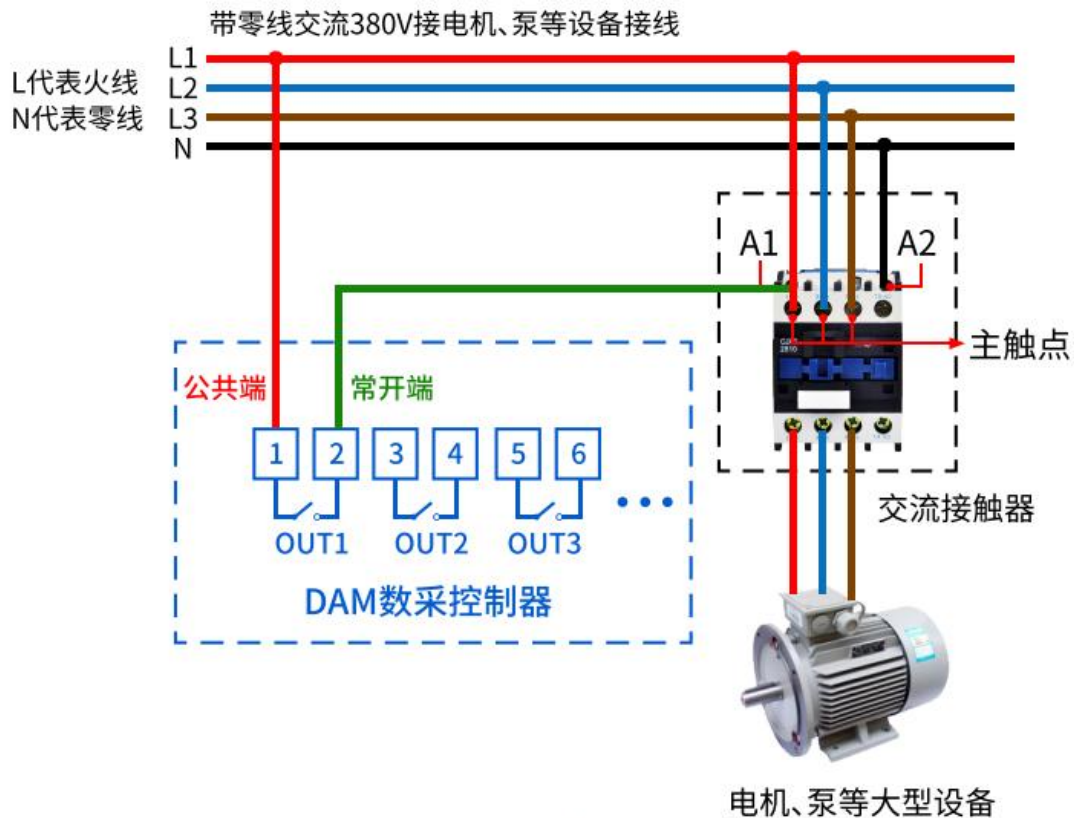 带零线交流380V接电机、泵等设备接线
L1
L代表火线
L2
N代表零线
L3
N
A1
A2
主触点
公共端
常开端
1
2
3
4
5
6
OUT1
OUT2
OUT3
DAM数采控制器
交流接触器
电机、泵等大型设备